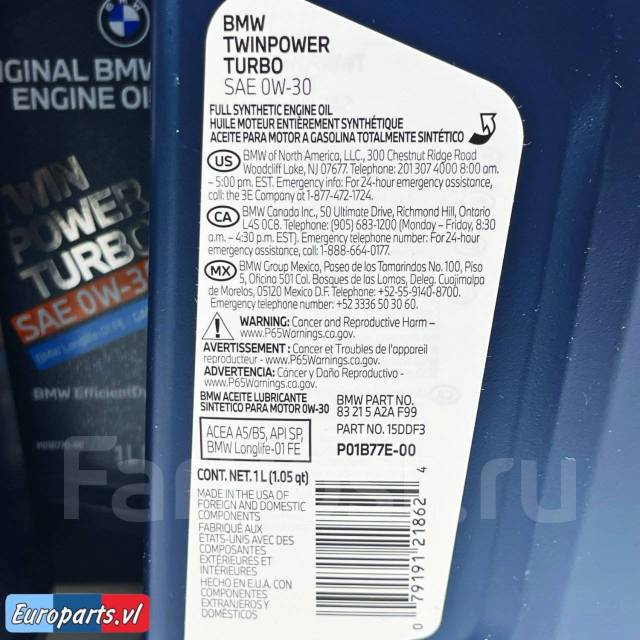 BMW
TWINPOWER
TURBO
SAE 0W-30
FULL SYNTHETIC ENGINE OIL
HUILE MOTEUR ENTIÈREMENT SYNTHÉTIQUE
ACEITE PARA MOTOR A GASOLINA TOTALMENTE SINTÉTICO
US BMW of North America, LLC., 300 Chestnut Ridge Road
Woodcliff Lake, NJ 07677. Telephone: 201 307 4000 8:00 am.
– 5:00 pm. EST. Emergency info: For 24-hour emergency assistance,
call: the 3E Company at 1-877-472-1724.
CA BMW Canada Inc., 50 Ultimate Drive, Richmond Hill, Ontario
L4S 0C8. Telephone: (905) 683-1200 (Monday – Friday, 8:30
a.m. – 4:30 p.m.). Emergency telephone number: For 24-hour
emergency assistance, call: 1-888-664-0177.
MX BMW Group Mexico, Paseo de los Tamarindos No. 100, Piso
5, Oficina 501 Col. Bosques de las Lomas, Deleg. Cuajimalpa
de Morelos, 05120 Mexico D.F. Telephone: +52-55-9140-8700.
Emergency telephone number: +52 3336 50 30 60.
WARNING: Cancer and Reproductive Harm –
www.P65Warnings.ca.gov.
AVERTISSEMENT : Cancer et Troubles de l'appareil
reproducteur - www.P65Warnings.ca.gov.
ADVERTENCIA: Cáncer y Daño Reproductivo -
www.P65Warnings.ca.gov.
BMW ACEITE LUBRICANTE
SINTETICO PARA MOTOR 0W-30
BMW PART NO.
83 21 5 A2A F99
ACEA A5/B5, API SP,
BMW Longlife-01 FE
PART NO. 15DDF3
P01B77E-00
CONT. NET. 1 L (1.05 qt)
MADE IN THE USA OF
FOREIGN AND DOMESTIC
COMPONENTS
FABRIQUÉ AUX
ÉTATS-UNIS AVEC DES
COMPOSANTES
EXTÉRIEURES ET
INTÉRIEURES
HECHO EN E.U.A. CON
COMPONENTES
EXTRANJEROS Y
DOMÉSTICOS
0 79191 21862 4
BMW
ENGINE OIL
TWIN
POWER
TURBO
SAE 0W-30
1L
Europarts.vl